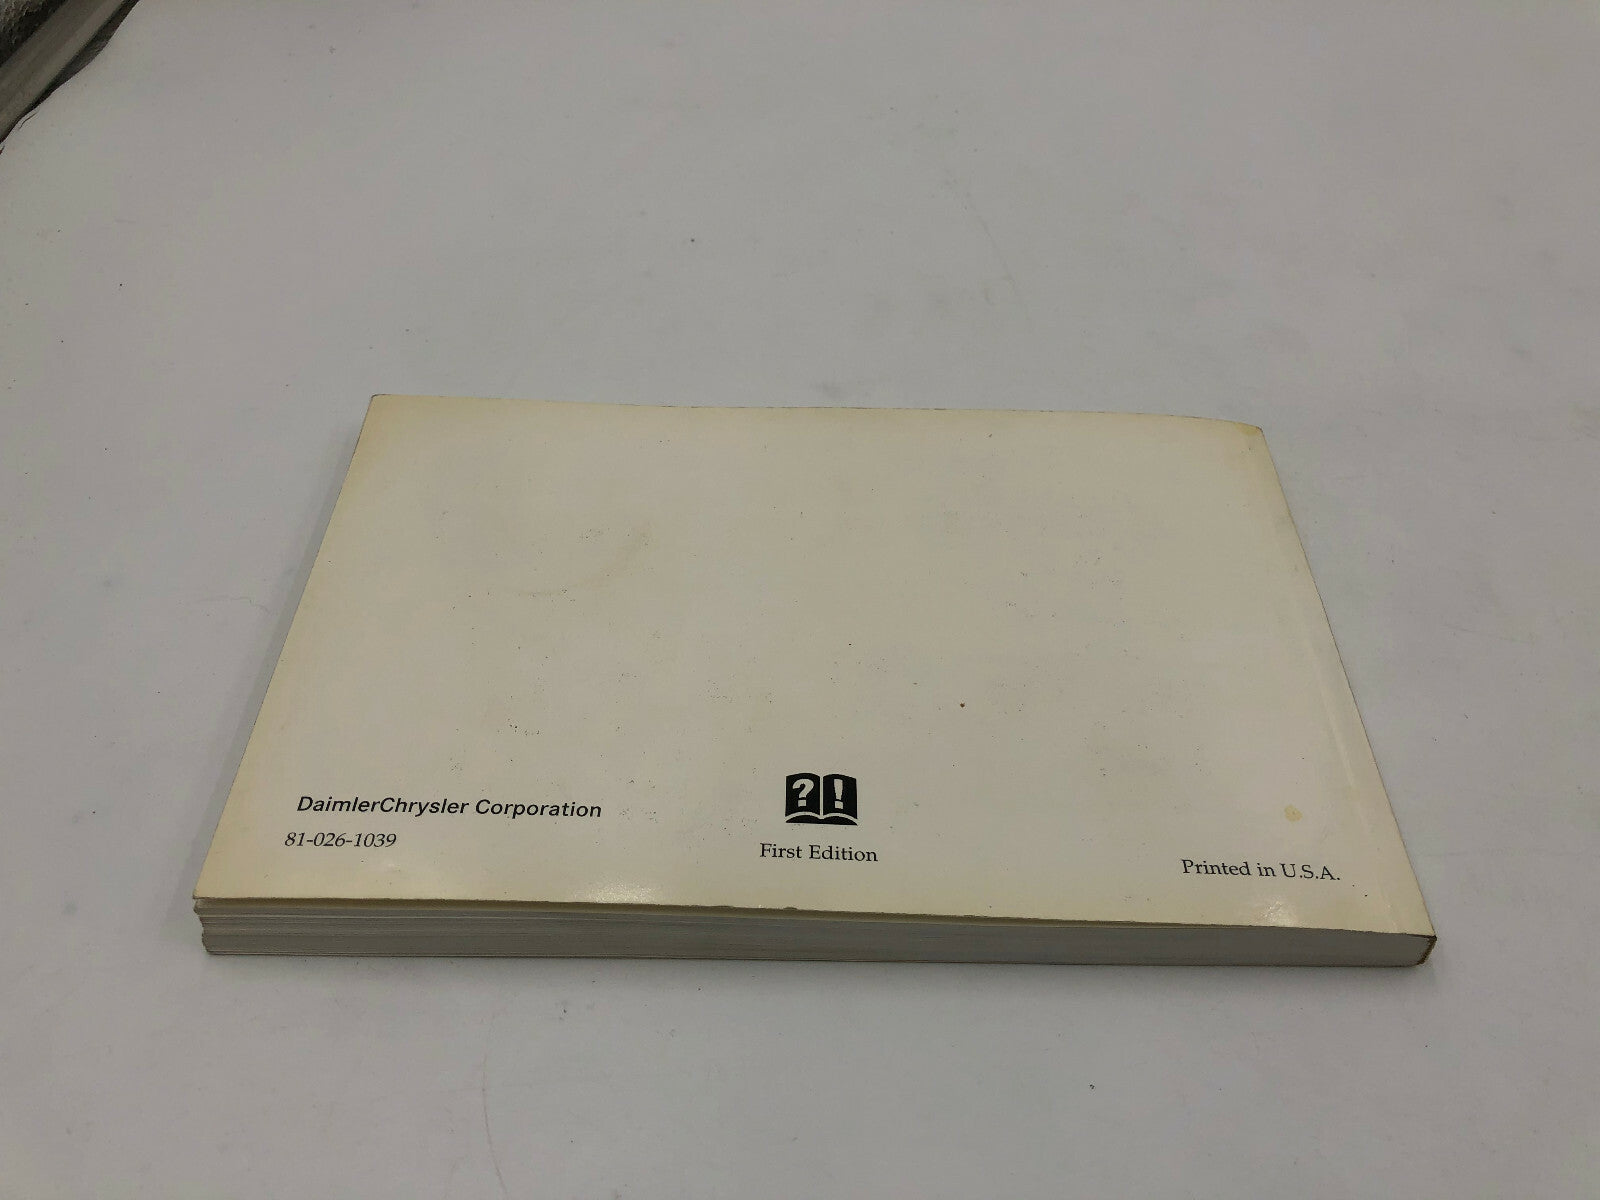 DaimlerChrysler Corporation
81-026-1039
? !
First Edition
Printed in U.S.A.